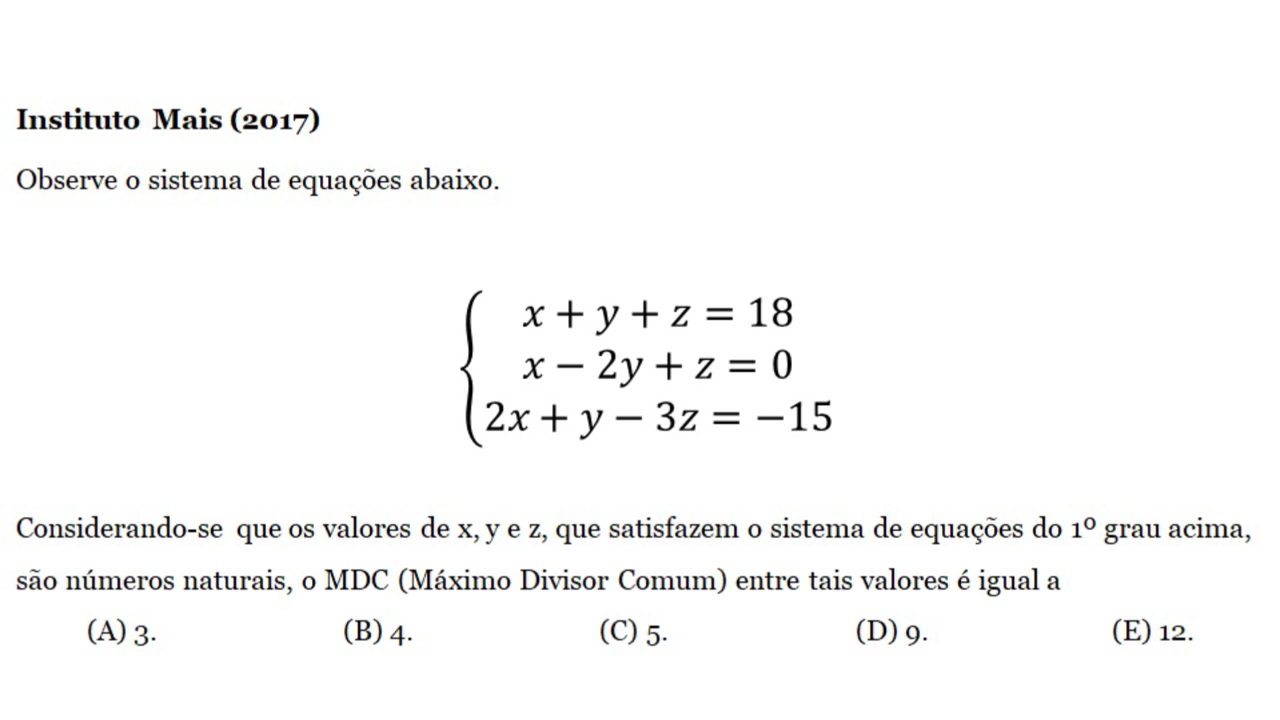 Instituto Mais (2017)
Observe o sistema de equações abaixo.
x + y + z = 18
x − 2y + z = 0
2x + y − 3z = −15
Considerando-se que os valores de x, y e z, que satisfazem o sistema de equações do 1º grau acima,
são números naturais, o MDC (Máximo Divisor Comum) entre tais valores é igual a
(A) 3. (B) 4. (C) 5. (D) 9. (E) 12.